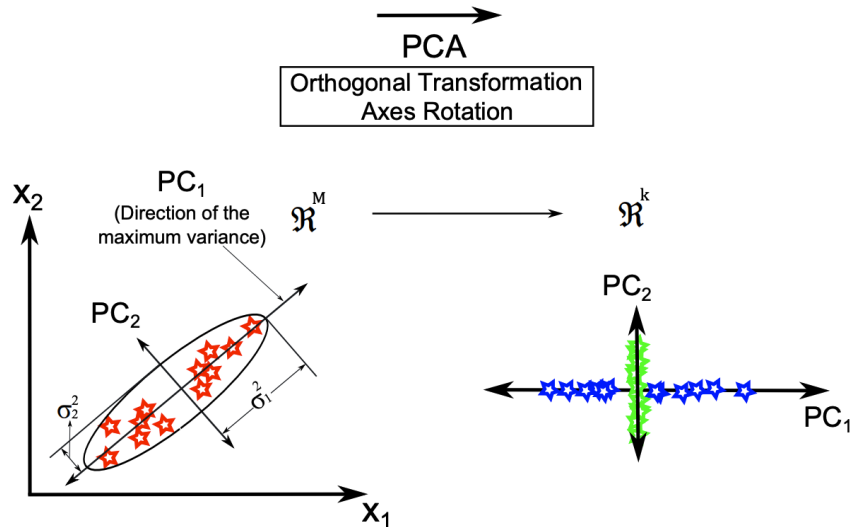 PCA
Orthogonal Transformation
Axes Rotation
PC₁
(Direction of the
maximum variance)
ℜᴹ
ℜᵏ
x₂
PC₂
σ₂²
σ₁²
x₁
PC₂
PC₁